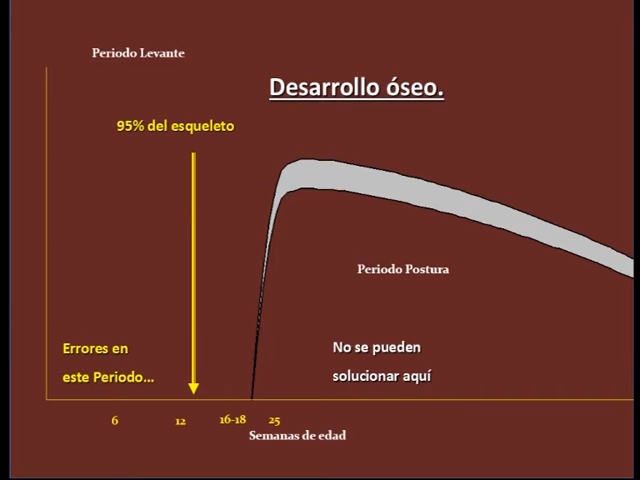 Periodo Levante
Desarrollo óseo.
95% del esqueleto
Periodo Postura
Errores en
este Periodo...
No se pueden
solucionar aquí
6 12 16-18 25
Semanas de edad